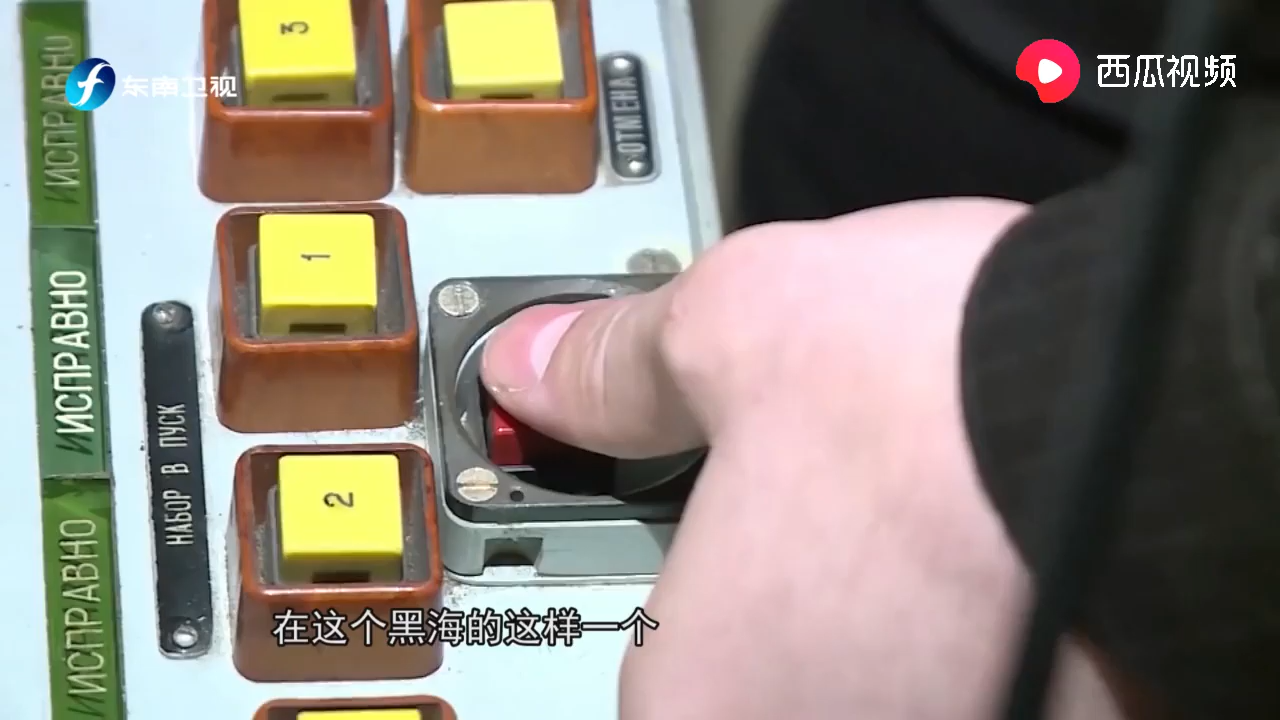 东南卫视
西瓜视频
ИСПРАВНО
3
ОТМЕНА
ИСПРАВНО
1
НАБОР В ПУСК
2
ИСПРАВНО
在这个黑海的这样一个